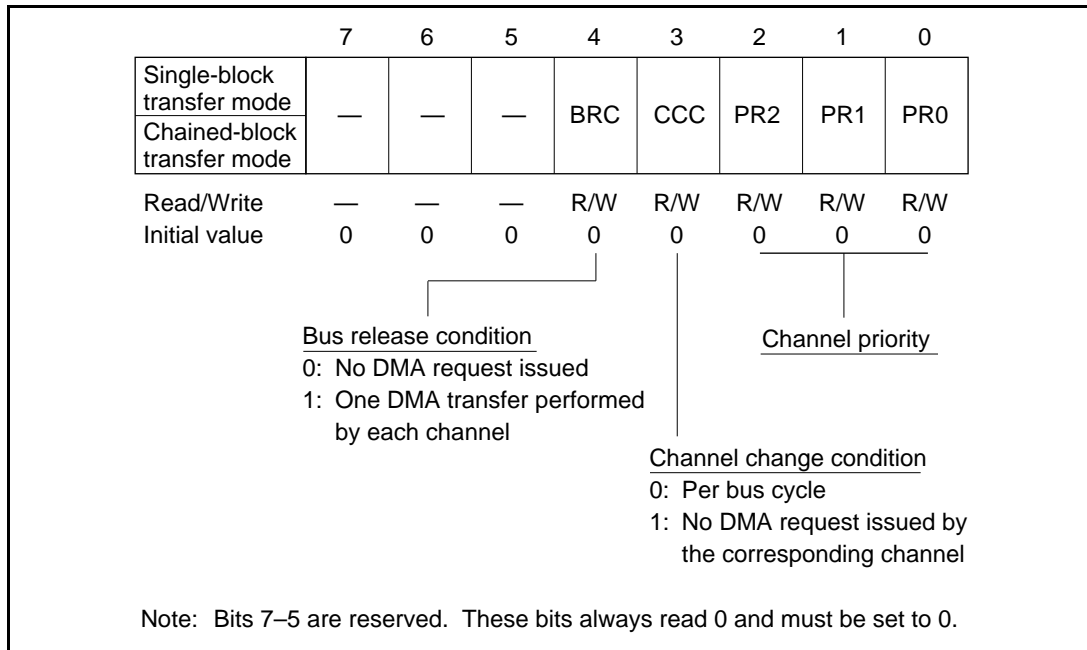 7 6 5 4 3 2 1 0
Single-block
transfer mode
Chained-block
transfer mode
— — — BRC CCC PR2 PR1 PR0
Read/Write — — — R/W R/W R/W R/W R/W
Initial value 0 0 0 0 0 0 0 0
Bus release condition
0: No DMA request issued
1: One DMA transfer performed
by each channel
Channel priority
Channel change condition
0: Per bus cycle
1: No DMA request issued by
the corresponding channel
Note: Bits 7–5 are reserved. These bits always read 0 and must be set to 0.